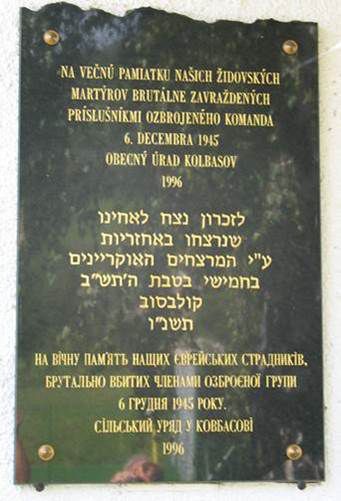 NA VEČNÚ PAMIATKU NAŠICH ŽIDOVSKÝCH
MARTÝROV BRUTÁLNE ZAVRAŽDENÝCH
PRÍSLUŠNÍKMI OZBROJENÉHO KOMANDA
6. DECEMBRA 1945
OBECNÝ ÚRAD KOLBASOV
1996
לזכרון נצח לאחינו
שנרצחו באחזריות
ע"י המרצחים האוקריינים
בחמישי בטבת ה'תש"ב
קולבסוב
תשנ"ו
НА ВІЧНУ ПАМ'ЯТЬ НАЩИХ ЄВРЕЙСЬКИХ СТРАДНИКІВ,
БРУТАЛЬНО ВБИТИХ ЧЛЕНАМИ ОЗБРОЄНОЇ ГРУПИ
6 ГРУДНЯ 1945 РОКУ.
СІЛЬСЬКИЙ УРЯД У КОВБАСОВІ
1996